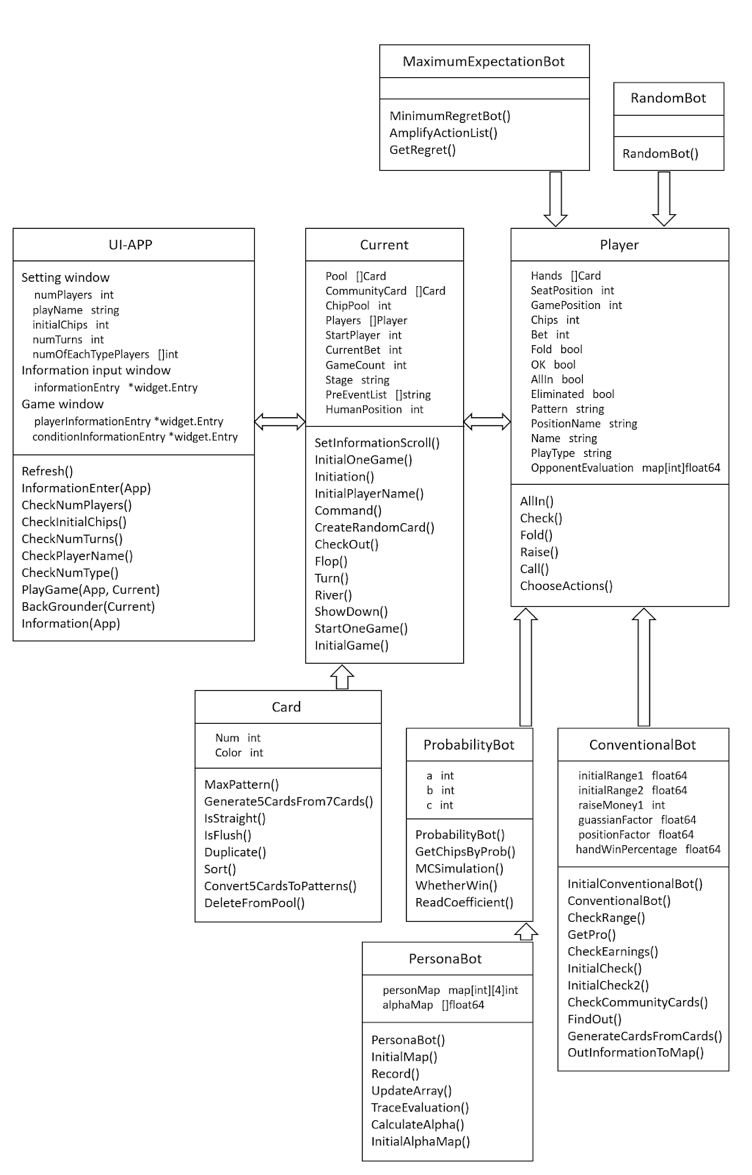 MaximumExpectationBot
MinimumRegretBot()
AmplifyActionList()
GetRegret()
RandomBot
RandomBot()
UI-APP
Setting window
numPlayers int
playName string
initialChips int
numTurns int
numOfEachTypePlayers []int
Information input window
informationEntry *widget.Entry
Game window
playerInformationEntry *widget.Entry
conditionInformationEntry *widget.Entry
Refresh()
InformationEnter(App)
CheckNumPlayers()
CheckInitialChips()
CheckNumTurns()
CheckPlayerName()
CheckNumType()
PlayGame(App, Current)
BackGrounder(Current)
Information(App)
Current
Pool []Card
CommunityCard []Card
ChipPool int
Players []Player
StartPlayer int
CurrentBet int
GameCount int
Stage string
PreEventList []string
HumanPosition int
SetInformationScroll()
InitialOneGame()
Initiation()
InitialPlayerName()
Command()
CreateRandomCard()
CheckOut()
Flop()
Turn()
River()
ShowDown()
StartOneGame()
InitialGame()
Player
Hands []Card
SeatPosition int
GamePosition int
Chips int
Bet int
Fold bool
OK bool
AllIn bool
Eliminated bool
Pattern string
PositionName string
Name string
PlayType string
OpponentEvaluation map[int]float64
AllIn()
Check()
Fold()
Raise()
Call()
ChooseActions()
Card
Num int
Color int
MaxPattern()
Generate5CardsFrom7Cards()
IsStraight()
IsFlush()
Duplicate()
Sort()
Convert5CardsToPatterns()
DeleteFromPool()
ProbabilityBot
a int
b int
c int
ProbabilityBot()
GetChipsByProb()
MCSimulation()
WhetherWin()
ReadCoefficient()
ConventionalBot
initialRange1 float64
initialRange2 float64
raiseMoney1 int
guassianFactor float64
positionFactor float64
handWinPercentage float64
InitialConventionalBot()
ConventionalBot()
CheckRange()
GetPro()
CheckEarnings()
InitialCheck()
InitialCheck2()
CheckCommunityCards()
FindOut()
GenerateCardsFromCards()
OutInformationToMap()
PersonaBot
personMap map[int][4]int
alphaMap []float64
PersonaBot()
InitialMap()
Record()
UpdateArray()
TraceEvaluation()
CalculateAlpha()
InitialAlphaMap()